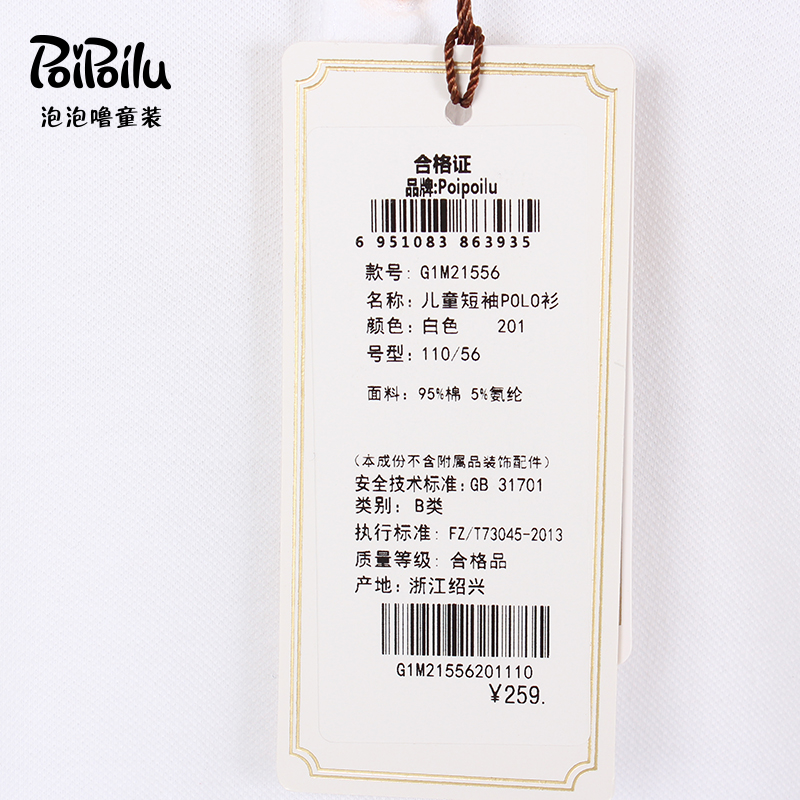 PoiPoilu
泡泡噜童装
合格证
品牌:Poipoilu
6 951083 863935
款号: G1M21556
名称: 儿童短袖POLO衫
颜色: 白色 201
号型: 110/56
面料: 95%棉 5%氨纶
(本成份不含附属品装饰配件)
安全技术标准: GB 31701
类别: B类
执行标准: FZ/T73045-2013
质量等级: 合格品
产地: 浙江绍兴
G1M21556201110
¥259.